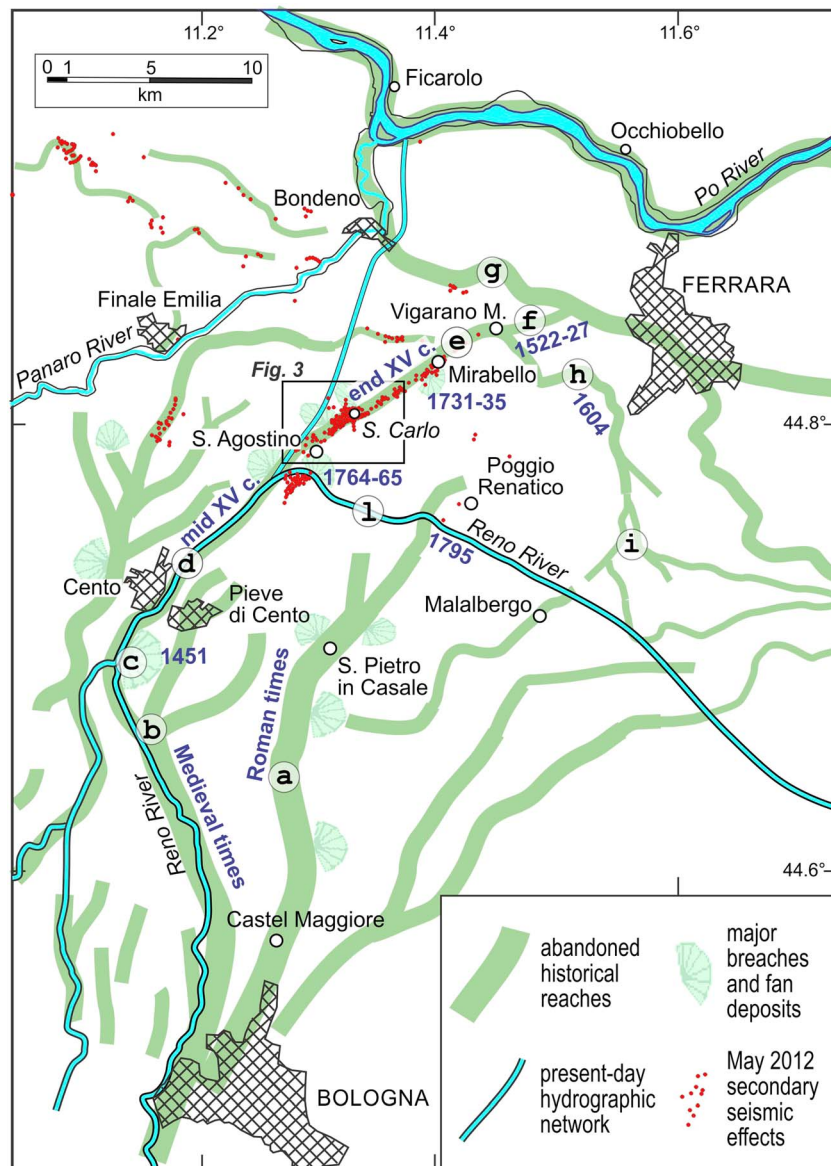 11.2°
11.4°
11.6°
0 1 5 10
km
Ficarolo
Occhiobello
Po River
Bondeno
g
FERRARA
Finale Emilia
Vigarano M.
f
Panaro River
e
1522-27
Fig. 3
end XV c.
Mirabello
h
1731-35
1604
44.8°
S. Carlo
S. Agostino
1764-65
Poggio
Renatico
mid XV c.
l
Reno River
1795
i
d
Cento
Pieve
di Cento
Malalbergo
c
1451
S. Pietro
in Casale
Roman times
b
a
Medieval times
Reno River
44.6°
Castel Maggiore
BOLOGNA
abandoned
historical
reaches
major
breaches
and fan
deposits
present-day
hydrographic
network
May 2012
secondary
seismic
effects